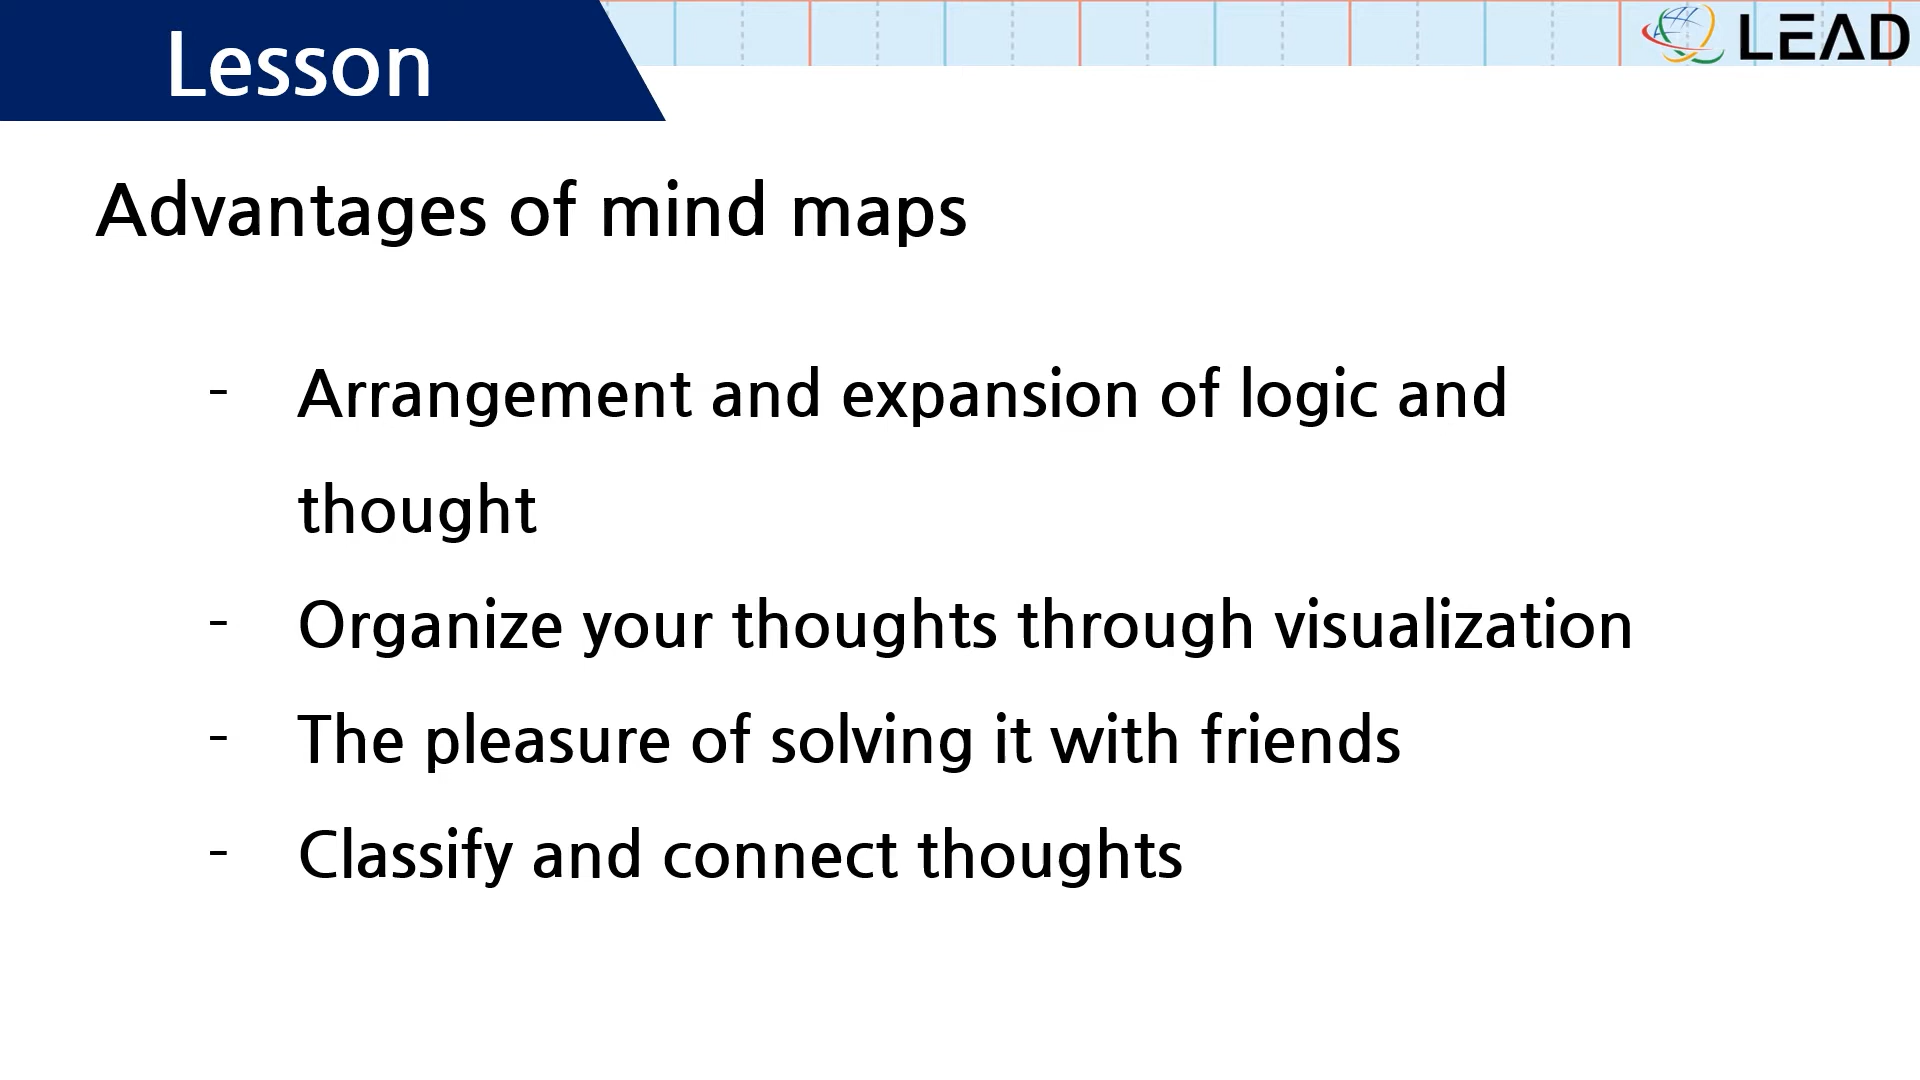 Lesson
LEAD
Advantages of mind maps
- Arrangement and expansion of logic and
thought
- Organize your thoughts through visualization
- The pleasure of solving it with friends
- Classify and connect thoughts